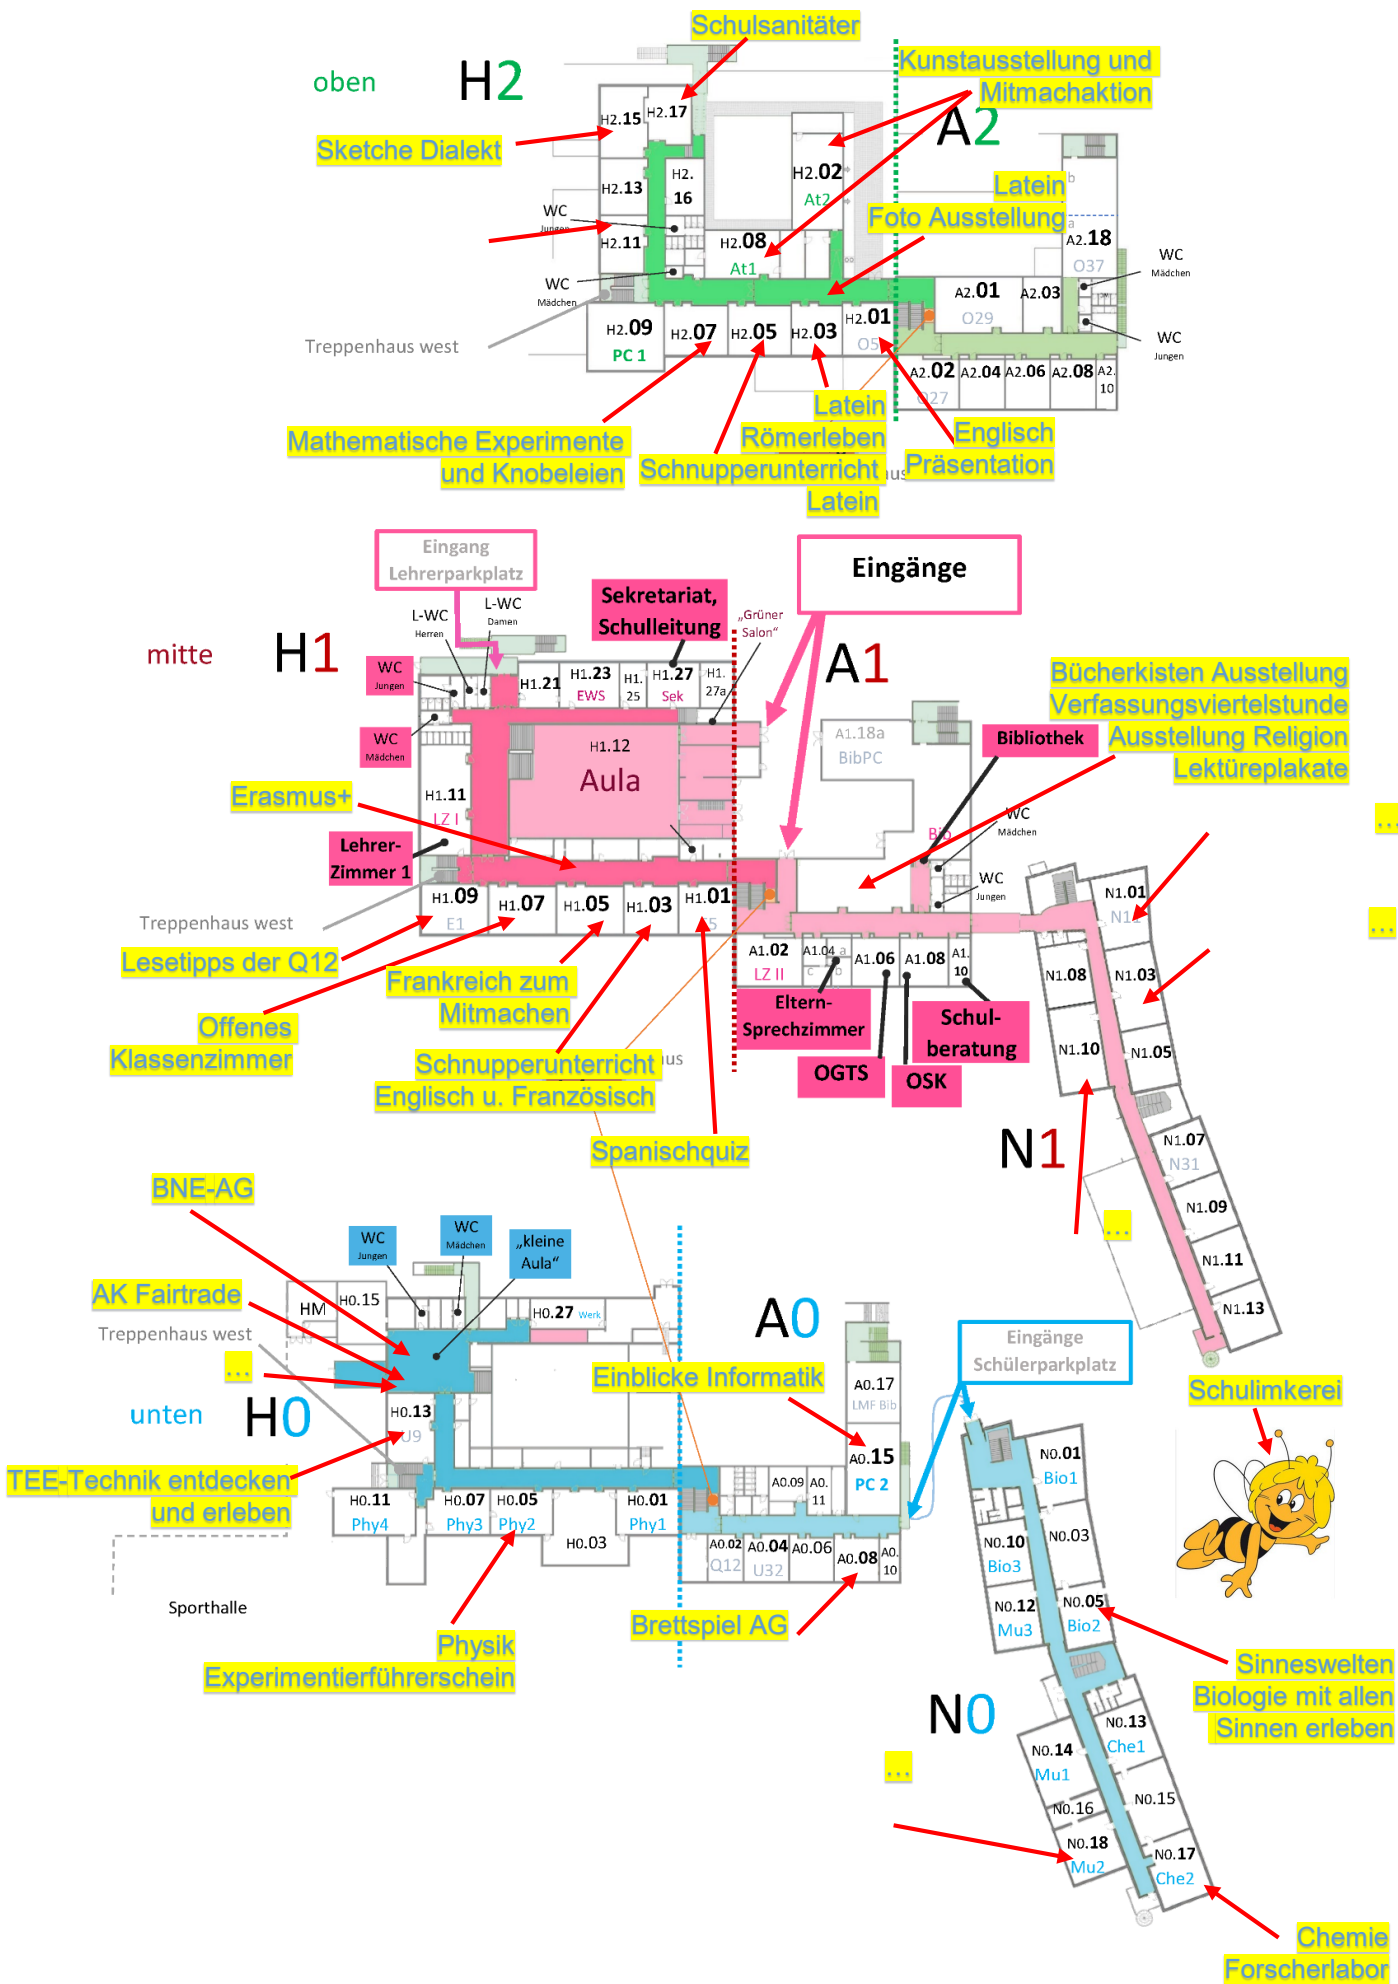 Schulsanitäter
oben
H2
Kunstausstellung und
Mitmachaktion
A2
H2.15
H2.17
Sketche Dialekt
H2.13
H2.
16
H2.02
At2
b
WC
Jungen
H2.11
H2.08
At1
Latein
Foto Ausstellung
a
A2.18
O37
WC
Mädchen
WC
Mädchen
A2.01
O29
A2.03
Treppenhaus west
H2.09
PC 1
H2.07
H2.05
H2.03
H2.01
O5
WC
Jungen
A2.02
O27
A2.04
A2.06
A2.08
A2.
10
Mathematische Experimente
und Knobeleien
Latein
Römerleben
Schnupperunterricht
Latein
Englisch
Präsentation
us
Eingang
Lehrerparkplatz
Eingänge
L-WC
Herren
L-WC
Damen
Sekretariat,
Schulleitung
„Grüner
Salon“
mitte
H1
A1
WC
Jungen
H1.21
H1.23
EWS
H1.
25
H1.27
Sek
H1.
27a
Bücherkisten Ausstellung
Verfassungsviertelstunde
Ausstellung Religion
Lektüreplakate
WC
Mädchen
H1.12
Aula
A1.18a
BibPC
Bibliothek
Erasmus+
H1.11
LZ I
Bib
WC
Mädchen
...
Lehrer-
Zimmer 1
WC
Jungen
Treppenhaus west
H1.09
E1
H1.07
H1.05
H1.03
H1.01
E5
N1.01
N11
...
Lesetipps der Q12
A1.02
LZ II
A1.04
a
c
b
A1.06
A1.08
A1.
10
N1.08
N1.03
Frankreich zum
Mitmachen
Eltern-
Sprechzimmer
Schul-
beratung
Offenes
Klassenzimmer
N1.10
N1.05
Schnupperunterricht
Englisch u. Französisch
us
OGTS
OSK
N1
N1.07
N31
Spanischquiz
BNE-AG
N1.09
...
WC
Jungen
WC
Mädchen
„kleine
Aula“
N1.11
AK Fairtrade
HM
H0.15
H0.27 Werk
A0
N1.13
Treppenhaus west
Eingänge
Schülerparkplatz
...
Einblicke Informatik
A0.17
LMF Bib
Schulimkerei
unten
H0
H0.13
U9
A0.15
PC 2
N0.01
Bio1
TEE-Technik entdecken
und erleben
H0.11
Phy4
H0.07
Phy3
H0.05
Phy2
H0.01
Phy1
A0.09
A0.
11
H0.03
A0.02
Q12
A0.04
U32
A0.06
A0.08
A0.
10
N0.10
Bio3
N0.03
Sporthalle
N0.12
Mu3
N0.05
Bio2
Brettspiel AG
Physik
Experimentierführerschein
Sinneswelten
Biologie mit allen
Sinnen erleben
N0
N0.13
Che1
N0.14
Mu1
...
N0.15
N0.16
N0.18
Mu2
N0.17
Che2
Chemie
Forscherlabor